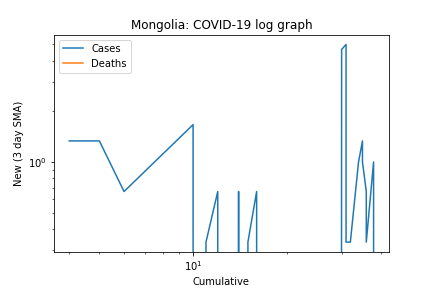 Mongolia: COVID-19 log graph
Cases
Deaths
New (3 day SMA)
10⁰
10¹
Cumulative